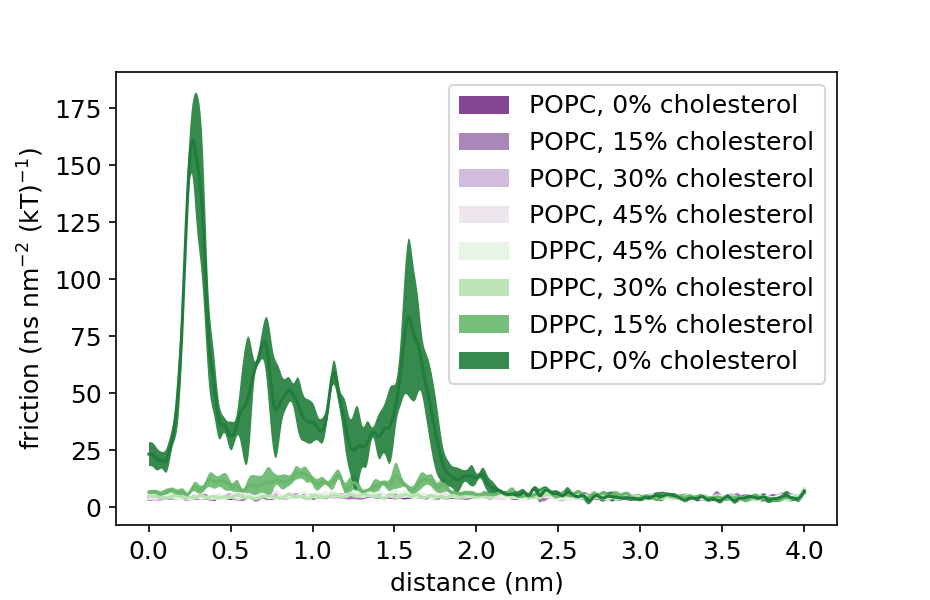 175
150
125
100
75
50
25
0
friction (ns nm⁻² (kT)⁻¹)
POPC, 0% cholesterol
POPC, 15% cholesterol
POPC, 30% cholesterol
POPC, 45% cholesterol
DPPC, 45% cholesterol
DPPC, 30% cholesterol
DPPC, 15% cholesterol
DPPC, 0% cholesterol
0.0 0.5 1.0 1.5 2.0 2.5 3.0 3.5 4.0
distance (nm)